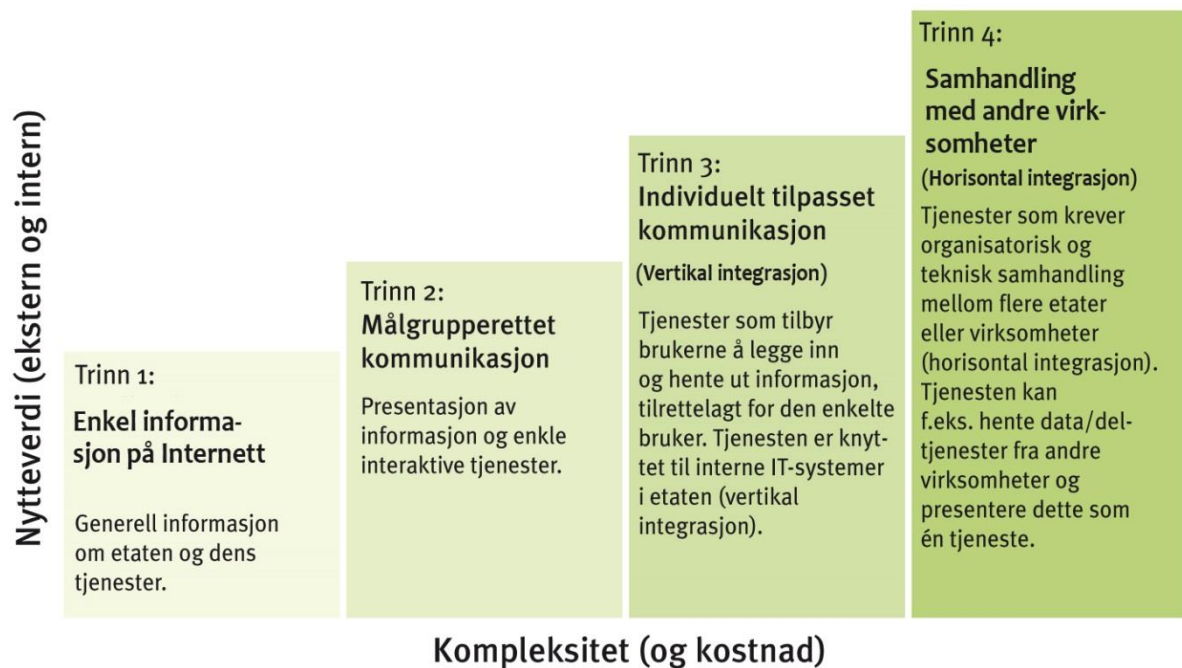 Nytteverdi (ekstern og intern)
Trinn 1:
Enkel informa-
sjon på Internett
Generell informasjon
om etaten og dens
tjenester.
Trinn 2:
Målgrupperettet
kommunikasjon
Presentasjon av
informasjon og enkle
interaktive tjenester.
Trinn 3:
Individuelt tilpasset
kommunikasjon
(Vertikal integrasjon)
Tjenester som tilbyr
brukerne å legge inn
og hente ut informasjon,
tilrettelagt for den enkelte
bruker. Tjenesten er knyt-
tet til interne IT-systemer
i etaten (vertikal
integrasjon).
Trinn 4:
Samhandling
med andre virk-
somheter
(Horisontal integrasjon)
Tjenester som krever
organisatorisk og
teknisk samhandling
mellom flere etater
eller virksomheter
(horisontal integrasjon).
Tjenesten kan
f.eks. hente data/del-
tjenester fra andre
virksomheter og
presentere dette som
én tjeneste.
Kompleksitet (og kostnad)